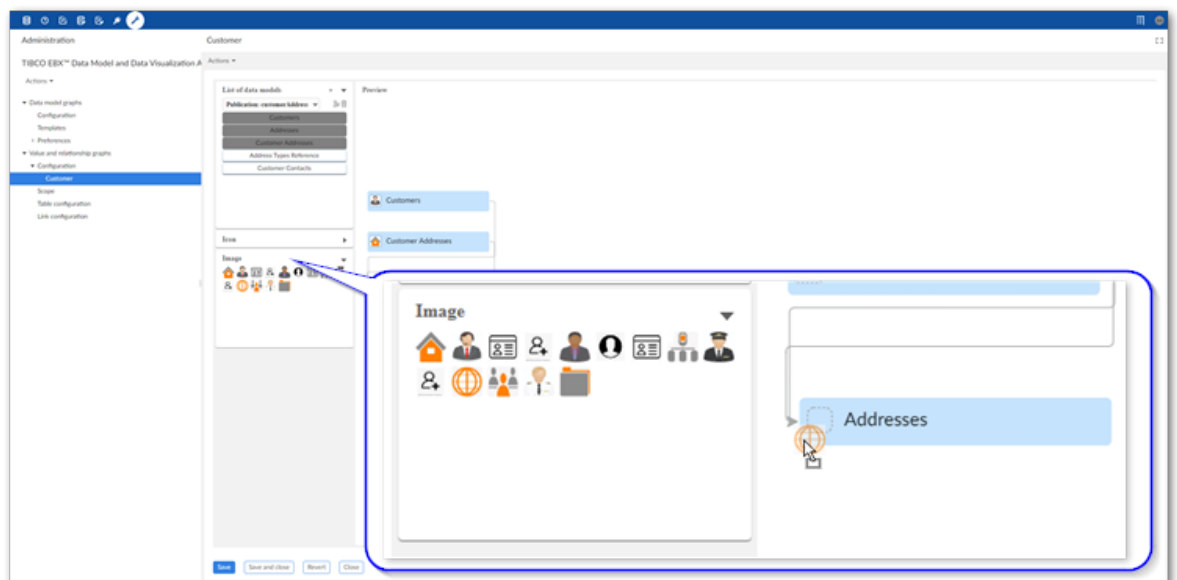 Administration
Customer
TIBCO EBX™ Data Model and Data Visualization A
Actions
Actions
Data model graphs
Configuration
Templates
Preferences
Value and relationship graphs
Configuration
Customer
Scope
Table configuration
Link configuration
List of data models
Publication: customerAddress
Customers
Addresses
Customer Addresses
Address Types Reference
Customer Contacts
Icon
Image
Preview
Customers
Customer Addresses
Image
Addresses
Save
Save and close
Revert
Close